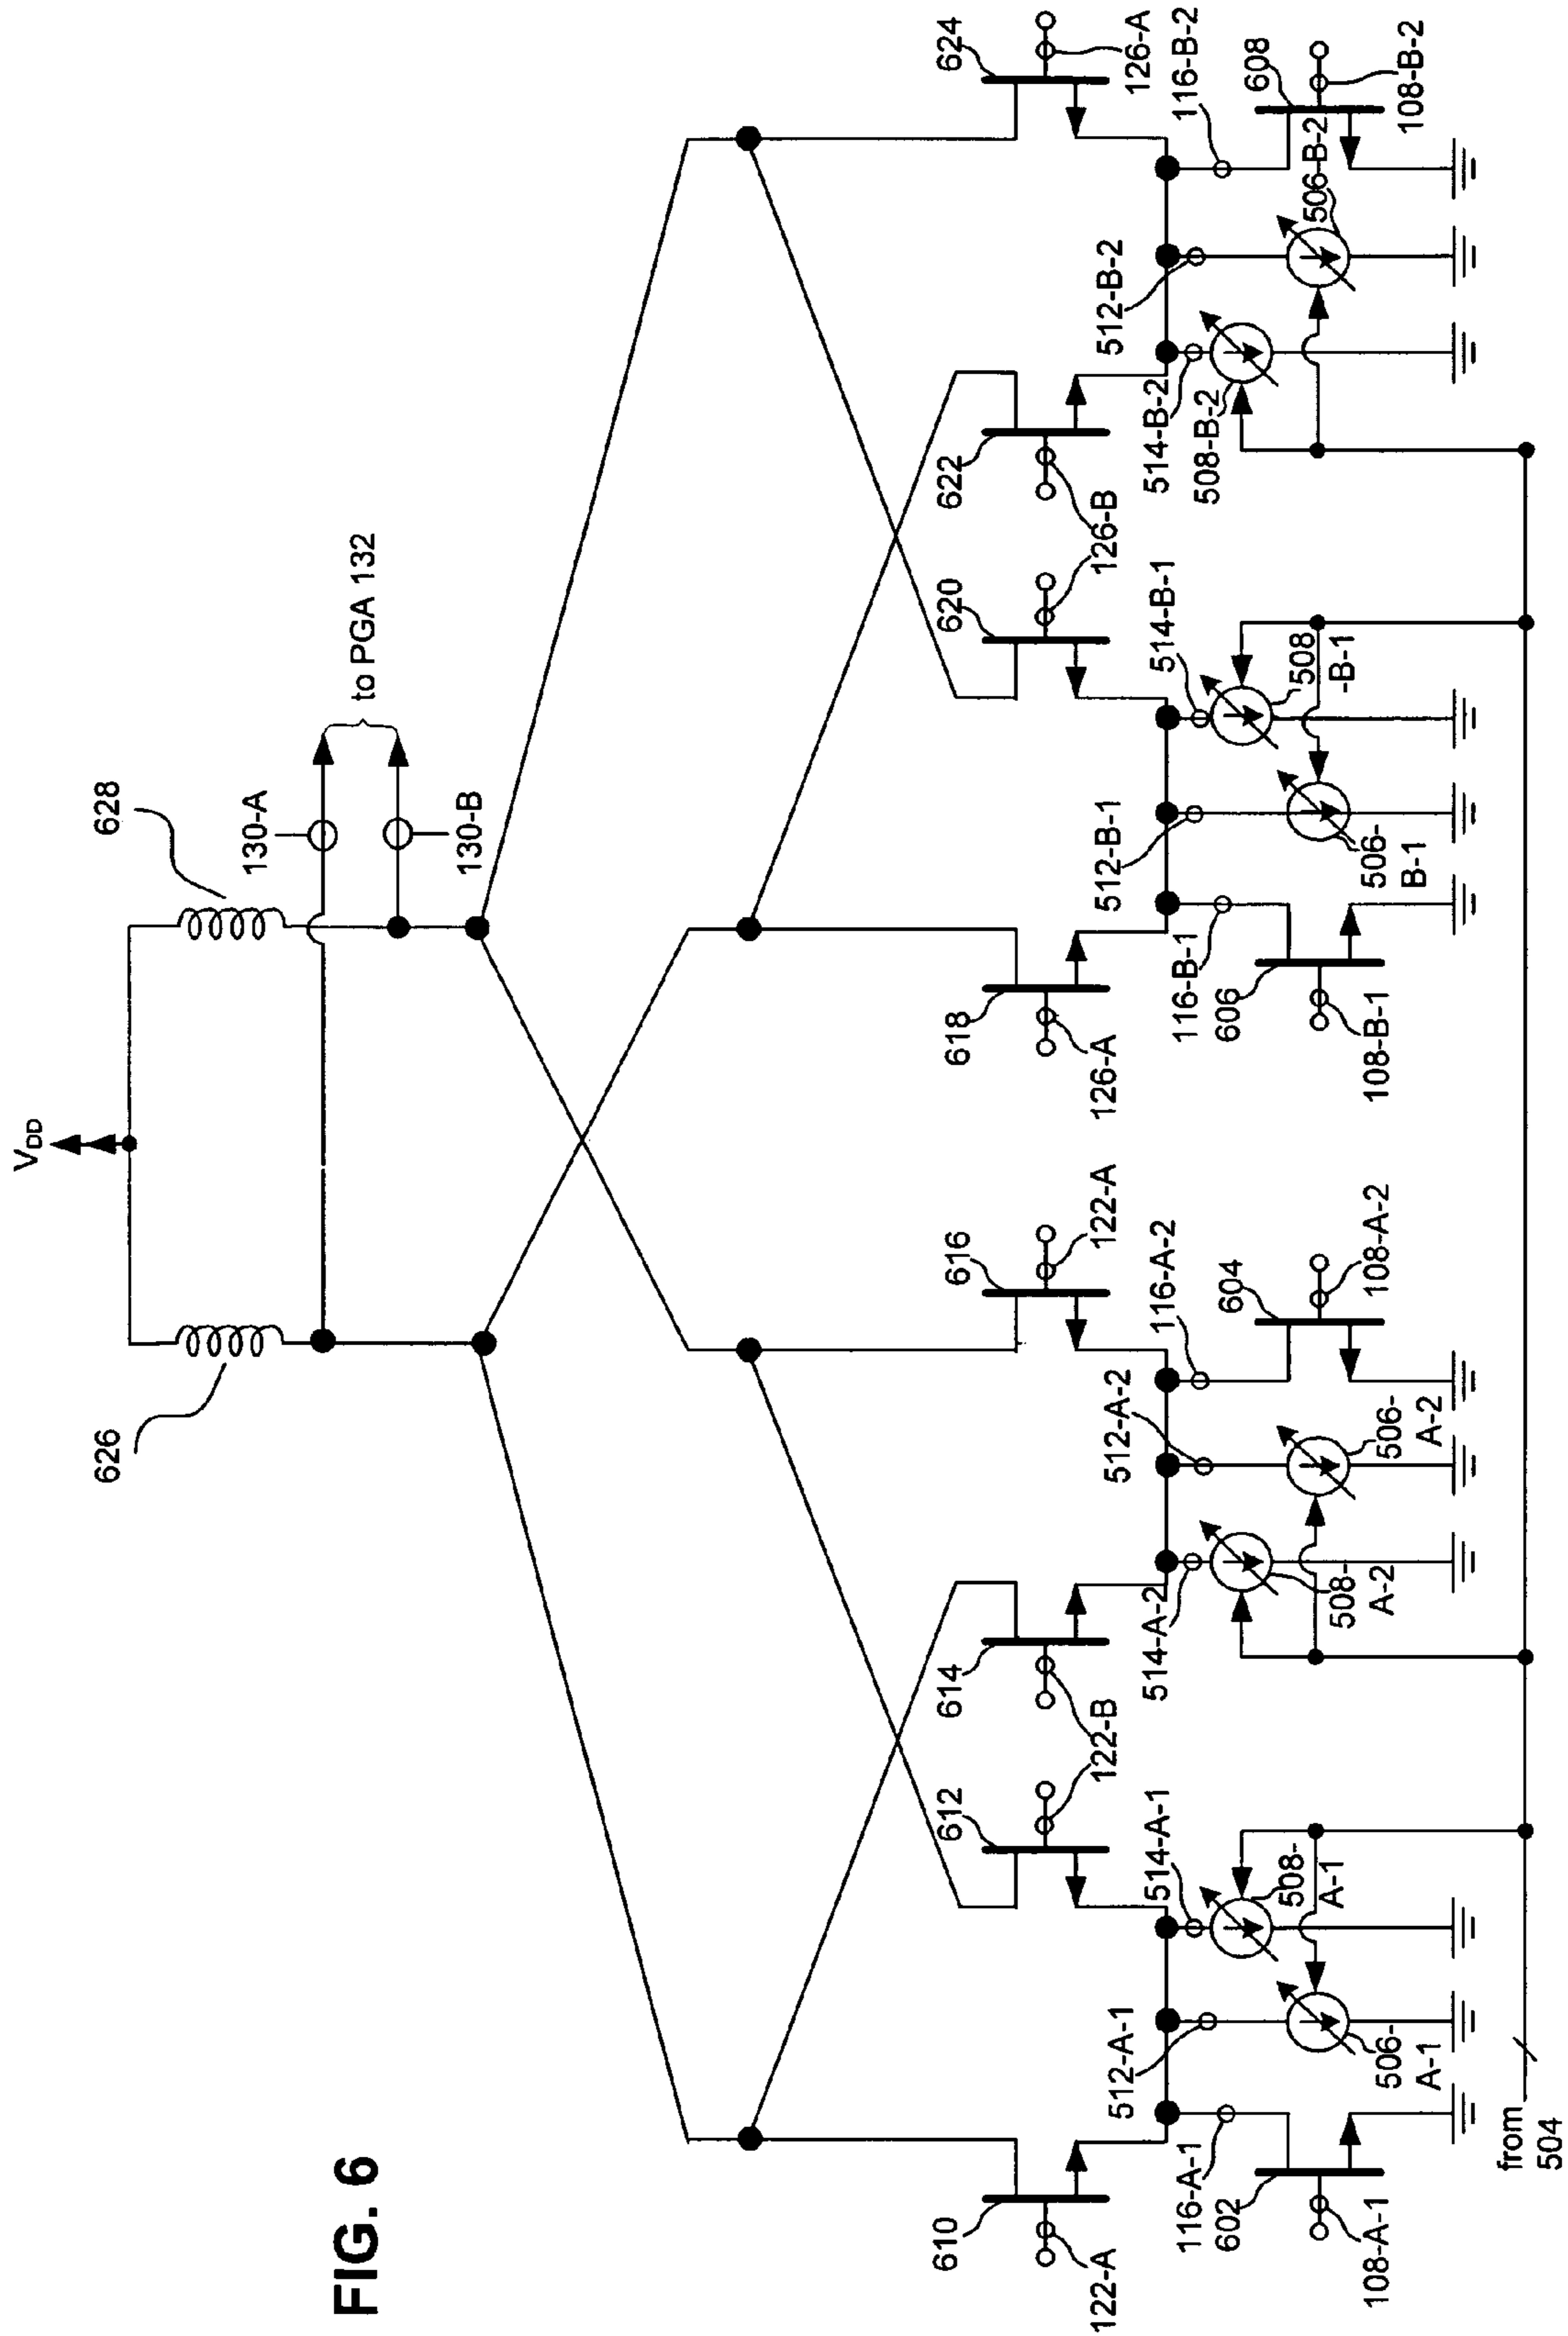 FIG. 6
VDD
626
628
130-A
130-B
to PGA 132
610
122-A
612
122-B
614
616
122-A
618
126-A
620
126-B
622
624
126-A
116-A-1
512-A-1
514-A-1
602
108-A-1
506-
A-1
508-
A-1
514-A-2
512-A-2
116-A-2
508-
A-2
506-
A-2
604
108-A-2
116-B-1
512-B-1
514-B-1
606
108-B-1
506-
B-1
508
-B-1
514-B-2
508-B-2
512-B-2
506-B-2
116-B-2
608
108-B-2
from
504